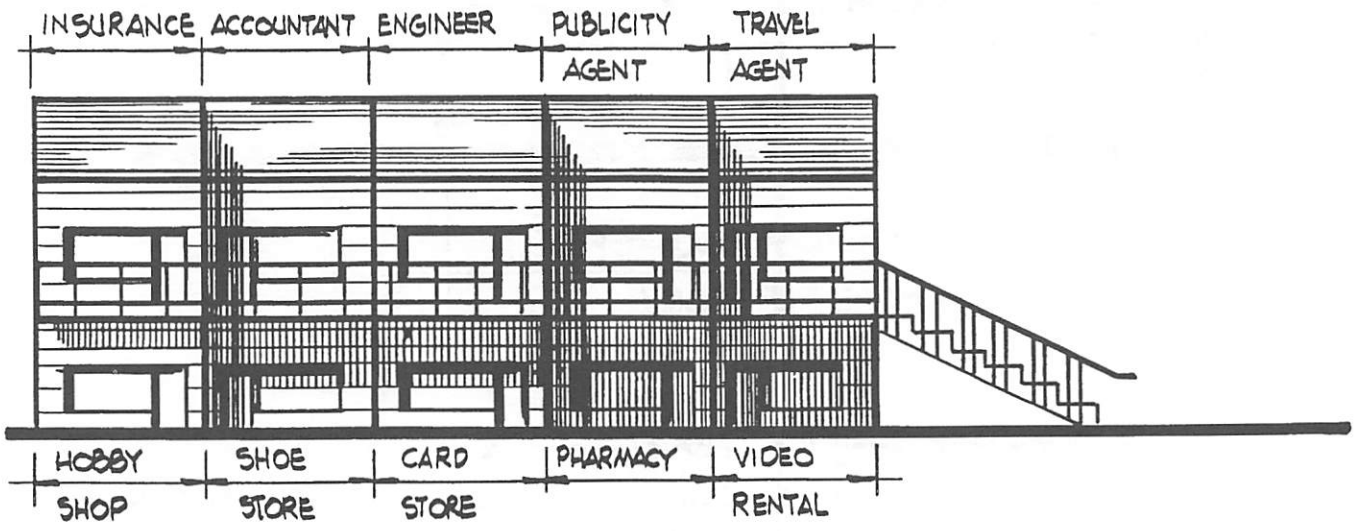 INSURANCE ACCOUNTANT ENGINEER PUBLICITY TRAVEL
AGENT AGENT
HOBBY SHOE CARD PHARMACY VIDEO
SHOP STORE STORE RENTAL